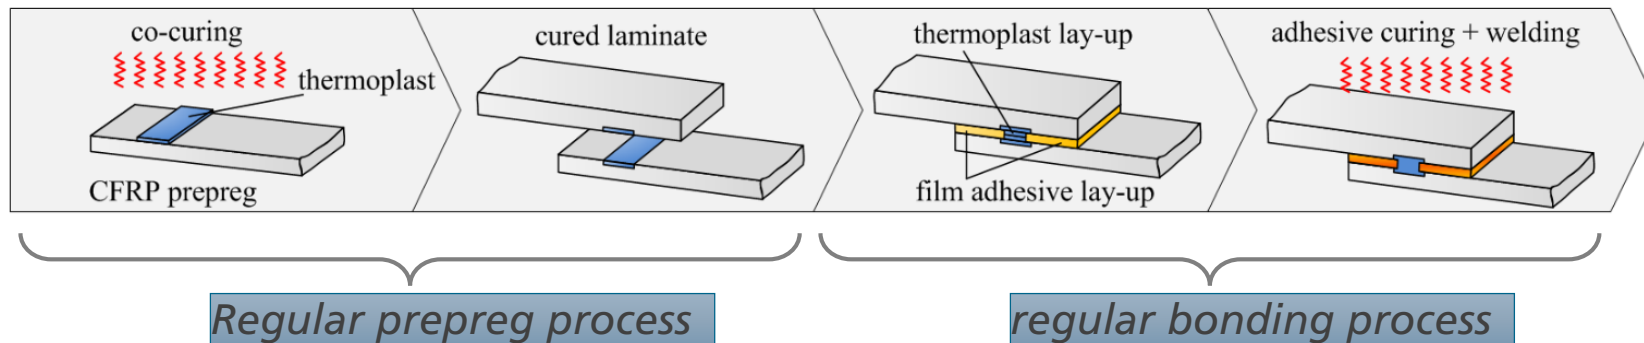 co-curing
thermoplast
CFRP prepreg
cured laminate
thermoplast lay-up
film adhesive lay-up
adhesive curing + welding
Regular prepreg process
regular bonding process